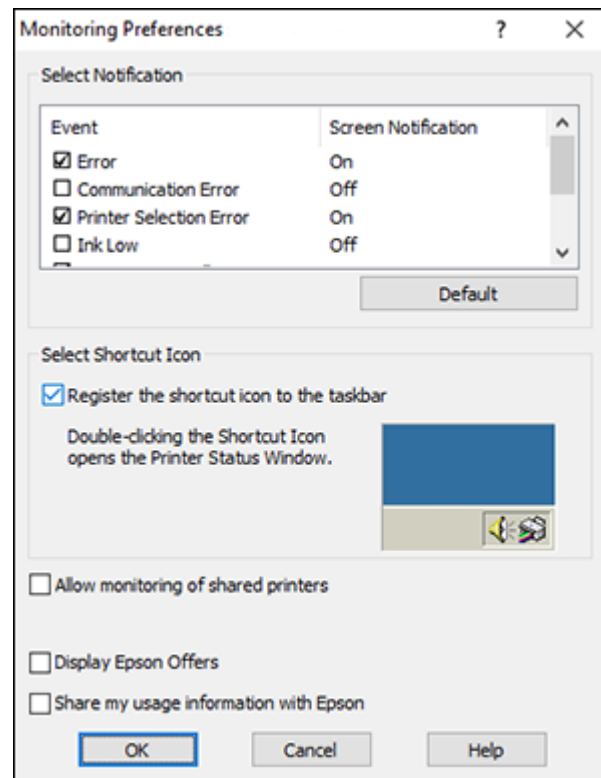 Monitoring Preferences ? ×
Select Notification
Event Screen Notification
Error On
Communication Error Off
Printer Selection Error On
Ink Low Off
Default
Select Shortcut Icon
Register the shortcut icon to the taskbar
Double-clicking the Shortcut Icon
opens the Printer Status Window.
Allow monitoring of shared printers
Display Epson Offers
Share my usage information with Epson
OK Cancel Help